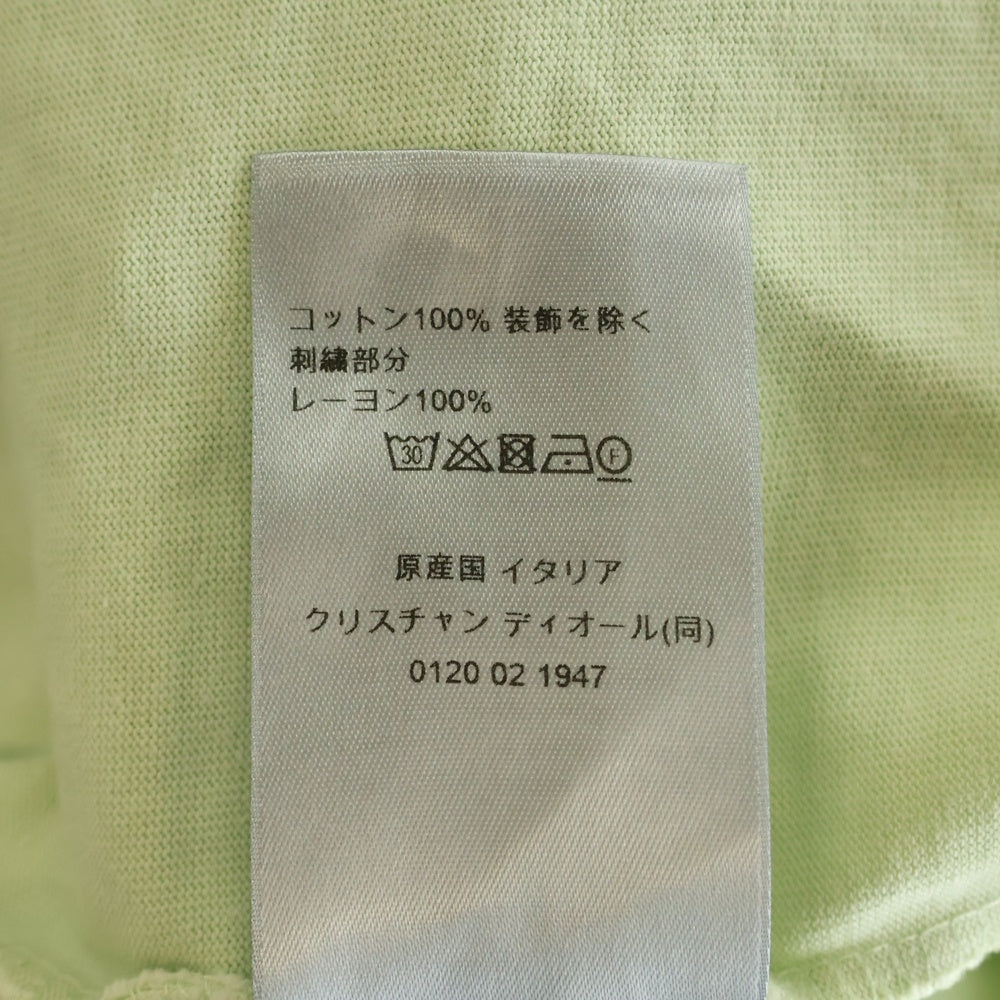 コットン100% 装飾を除く
刺繍部分
レーヨン100%
30 F
原産国 イタリア
クリスチャン ディオール(同)
0120 02 1947